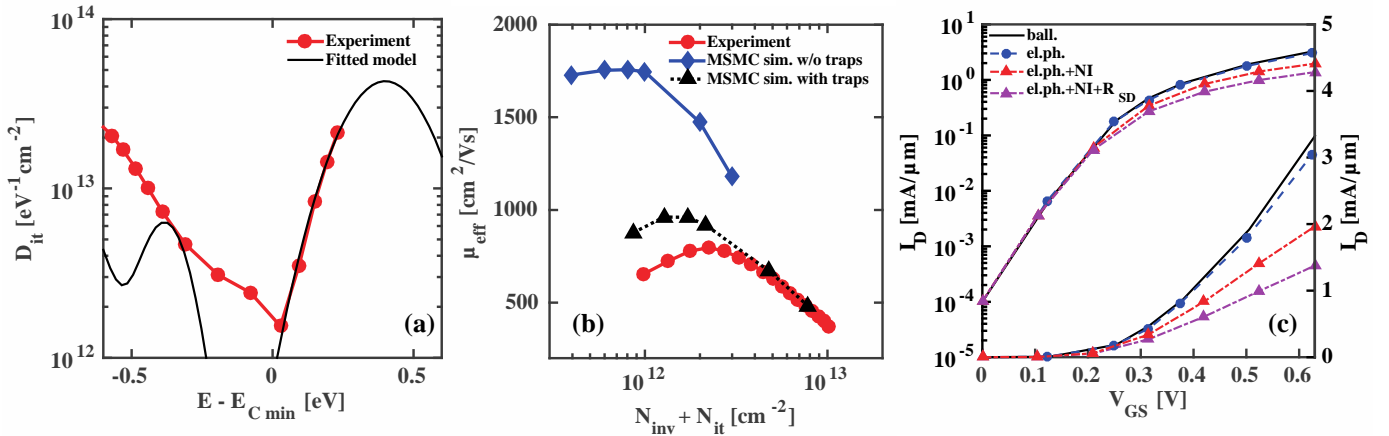 10^14
10^13
10^12
D_it [eV^-1 cm^-2]
Experiment
Fitted model
(a)
-0.5
0
0.5
E - E_C min [eV]
2000
1500
1000
500
μ_eff [cm^2/Vs]
Experiment
MSMC sim. w/o traps
MSMC sim. with traps
(b)
10^12
10^13
N_inv + N_it [cm^-2]
10^1
10^0
10^-1
10^-2
10^-3
10^-4
10^-5
I_D [mA/μm]
ball.
el.ph.
el.ph.+NI
el.ph.+NI+R_SD
(c)
0
0.1
0.2
0.3
0.4
0.5
0.6
V_GS [V]
5
4
3
2
1
0
I_D [mA/μm]